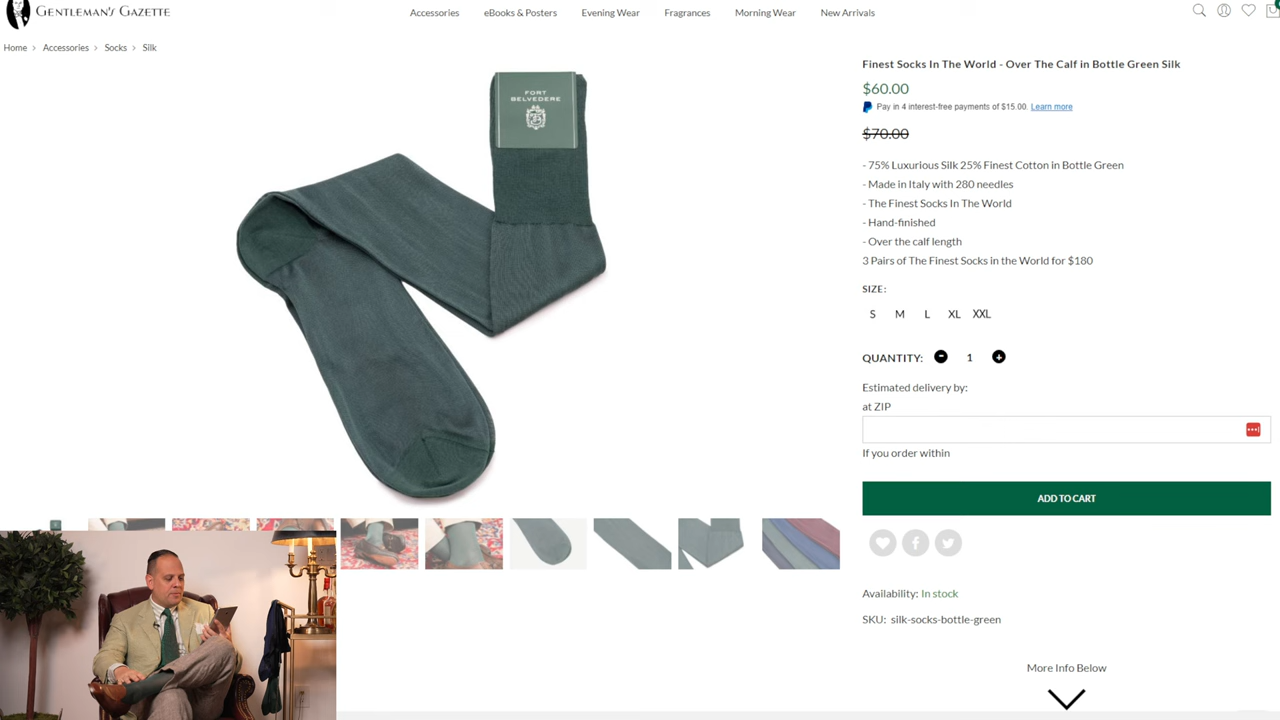 GENTLEMAN'S GAZETTE
Accessories
eBooks & Posters
Evening Wear
Fragrances
Morning Wear
New Arrivals
Home > Accessories > Socks > Silk
FORT
BELVEDERE
Finest Socks In The World - Over The Calf in Bottle Green Silk
$60.00
Pay in 4 interest-free payments of $15.00. Learn more
$70.00
- 75% Luxurious Silk 25% Finest Cotton in Bottle Green
- Made in Italy with 280 needles
- The Finest Socks In The World
- Hand-finished
- Over the calf length
3 Pairs of The Finest Socks in the World for $180
SIZE:
S M L XL XXL
QUANTITY: - 1 +
Estimated delivery by:
at ZIP
If you order within
ADD TO CART
Availability: In stock
SKU: silk-socks-bottle-green
More Info Below